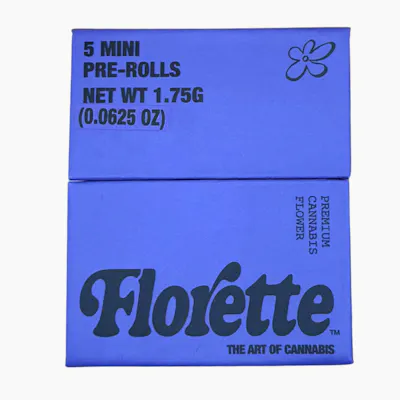 5 MINI
PRE-ROLLS
NET WT 1.75G
(0.0625 OZ)
PREMIUM
CANNABIS
FLOWER
Florette™
THE ART OF CANNABIS